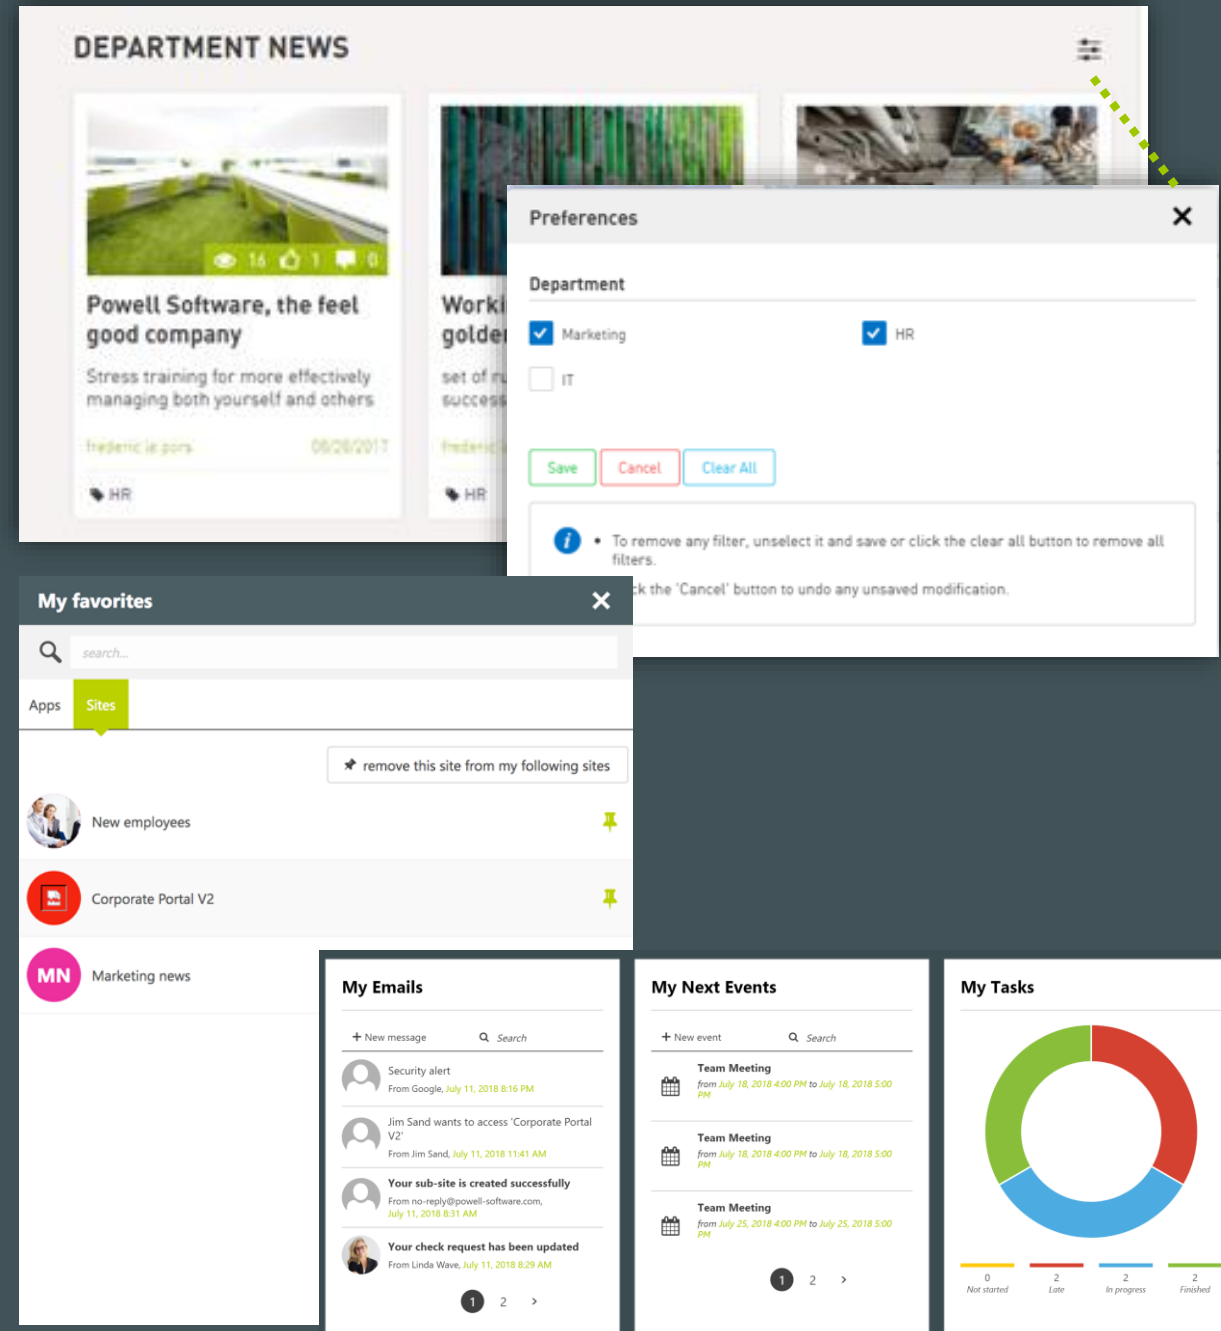 DEPARTMENT NEWS
16 1 0
Powell Software, the feel
good company
Stress training for more effectively
managing both yourself and others
frederic le pors 08/28/2017
HR
set of
success
HR
Preferences
Department
Marketing HR
IT
Save Cancel Clear All
• To remove any filter, unselect it and save or click the clear all button to remove all
filters.
the 'Cancel' button to undo any unsaved modification.
My favorites
search...
Apps Sites
remove this site from my following sites
New employees
Corporate Portal V2
MN Marketing news
My Emails
+ New message Search
Security alert
From Google, July 11, 2018 8:16 PM
Jim Sand wants to access 'Corporate Portal
V2'
From Jim Sand, July 11, 2018 11:41 AM
Your sub-site is created successfully
From no-reply@powell-software.com,
July 11, 2018 8:31 AM
Your check request has been updated
From Linda Wave, July 11, 2018 8:29 AM
1 2 >
My Next Events
+ New event Search
Team Meeting
from July 18, 2018 4:00 PM to July 18, 2018 5:00
PM
Team Meeting
from July 18, 2018 4:00 PM to July 18, 2018 5:00
PM
Team Meeting
from July 25, 2018 4:00 PM to July 25, 2018 5:00
PM
1 2 >
My Tasks
0 2 2 2
Not started Late In progress Finished